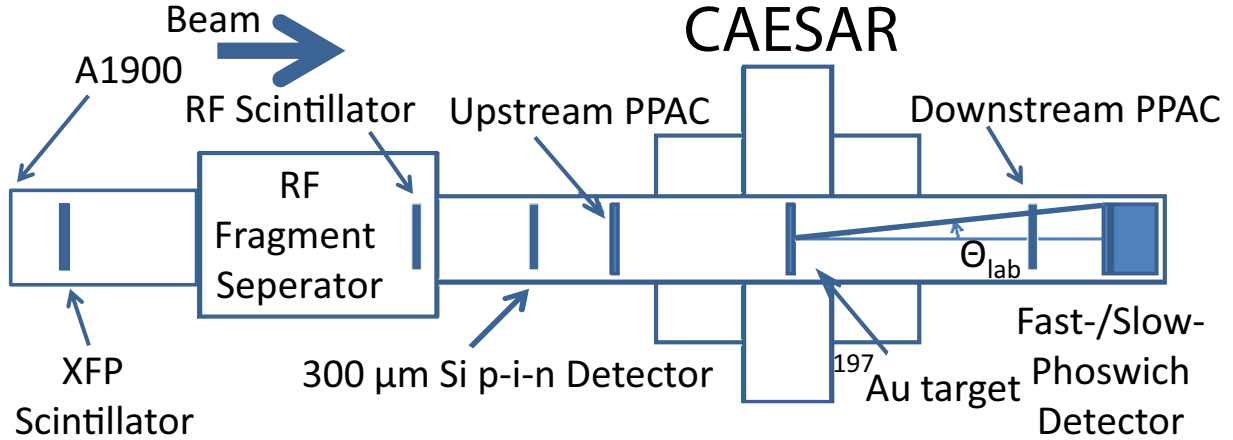 Beam
CAESAR
A1900
RF Scintillator
Upstream PPAC
Downstream PPAC
RF
Fragment
Seperator
Θlab
XFP
Scintillator
300 μm Si p-i-n Detector
197Au target
Fast-/Slow-
Phoswich
Detector